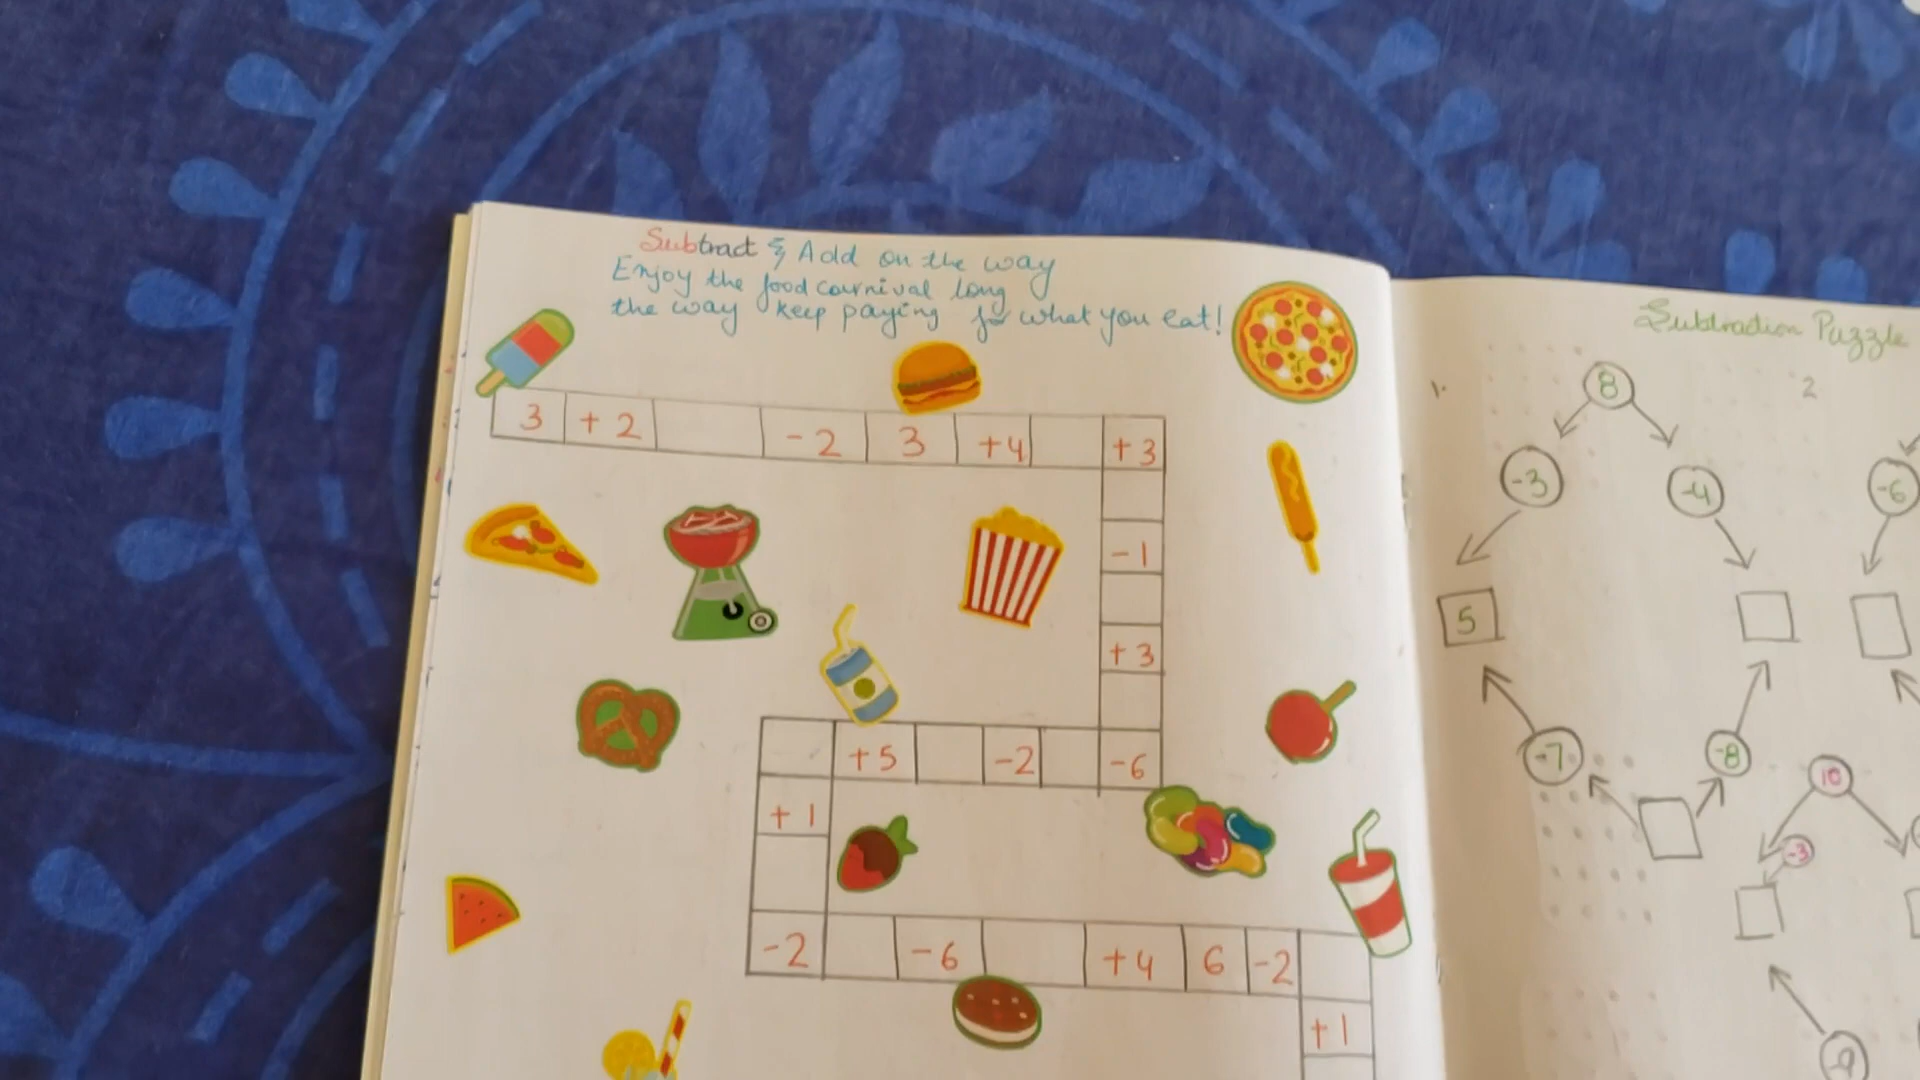 Subtract & Add on the way
Enjoy the food carnival long
the way keep paying for what you eat!
3 +2 -2 3 +4 +3
-1
+3
+5 -2 -6
+1
-2 -6 +4 6 -2
+1
Subtraction Puzzle
1. 8 2
-3 -4 -6
5
-7 -8 10
-3
-9